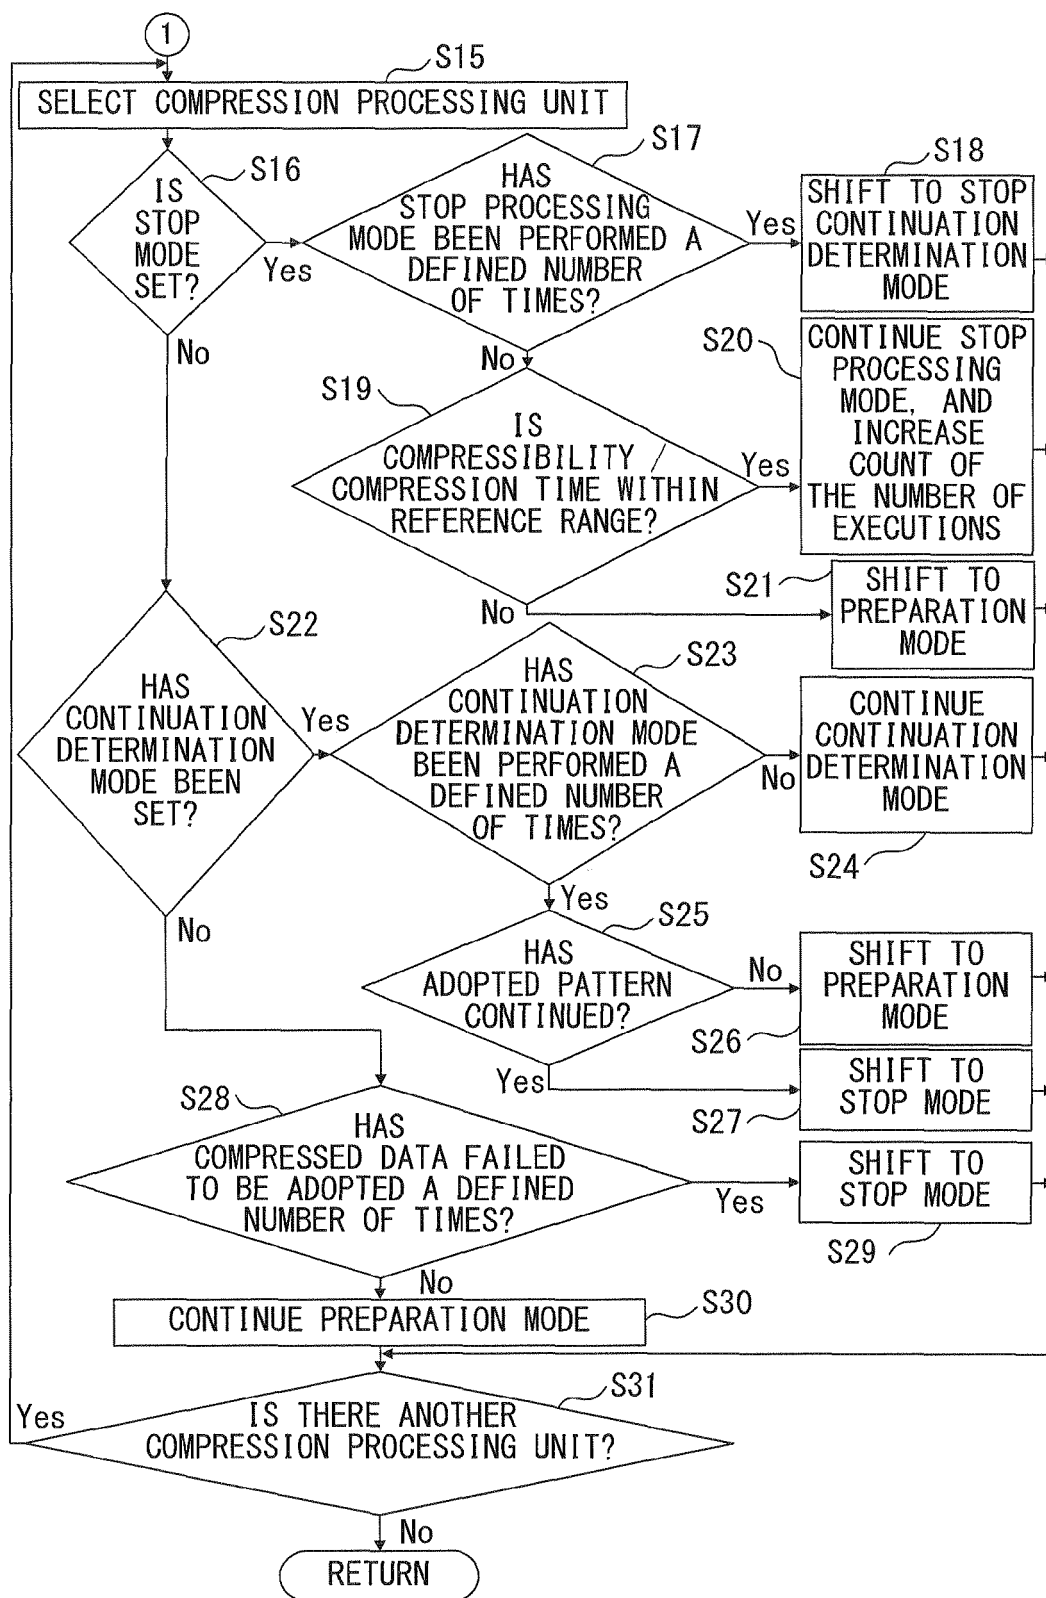 1
S15
SELECT COMPRESSION PROCESSING UNIT
S16
IS
STOP
MODE
SET?
Yes
No
S17
HAS
STOP PROCESSING
MODE BEEN PERFORMED A
DEFINED NUMBER
OF TIMES?
Yes
No
S18
SHIFT TO STOP
CONTINUATION
DETERMINATION
MODE
S19
IS
COMPRESSIBILITY/
COMPRESSION TIME WITHIN
REFERENCE RANGE?
Yes
No
S20
CONTINUE STOP
PROCESSING
MODE, AND
INCREASE
COUNT OF
THE NUMBER OF
EXECUTIONS
S21
SHIFT TO
PREPARATION
MODE
S22
HAS
CONTINUATION
DETERMINATION
MODE BEEN
SET?
Yes
No
S23
HAS
CONTINUATION
DETERMINATION MODE
BEEN PERFORMED A
DEFINED NUMBER
OF TIMES?
No
Yes
CONTINUE
CONTINUATION
DETERMINATION
MODE
S24
S25
HAS
ADOPTED PATTERN
CONTINUED?
No
Yes
SHIFT TO
PREPARATION
MODE
S26
SHIFT TO
STOP MODE
S27
S28
HAS
COMPRESSED DATA FAILED
TO BE ADOPTED A DEFINED
NUMBER OF TIMES?
Yes
No
SHIFT TO
STOP MODE
S29
S30
CONTINUE PREPARATION MODE
S31
IS THERE ANOTHER
COMPRESSION PROCESSING UNIT?
Yes
No
RETURN